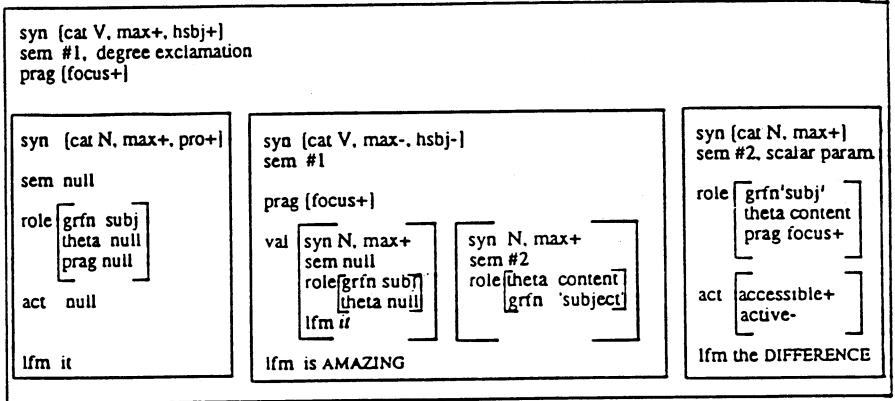 syn [cat V, max+, hsbj+]
sem #1, degree exclamation
prag [focus+]
syn [cat N, max+, pro+]
sem null
role grfn subj
theta null
prag null
act null
lfm it
syn [cat V, max-, hsbj-]
sem #1
prag [focus+]
val syn N, max+
sem null
role grfn subj
theta null
lfm it
syn N, max+
sem #2
role theta content
grfn 'subject'
lfm is AMAZING
syn [cat N, max+]
sem #2, scalar param
role grfn 'subj'
theta content
prag focus+
act accessible+
active-
lfm the DIFFERENCE